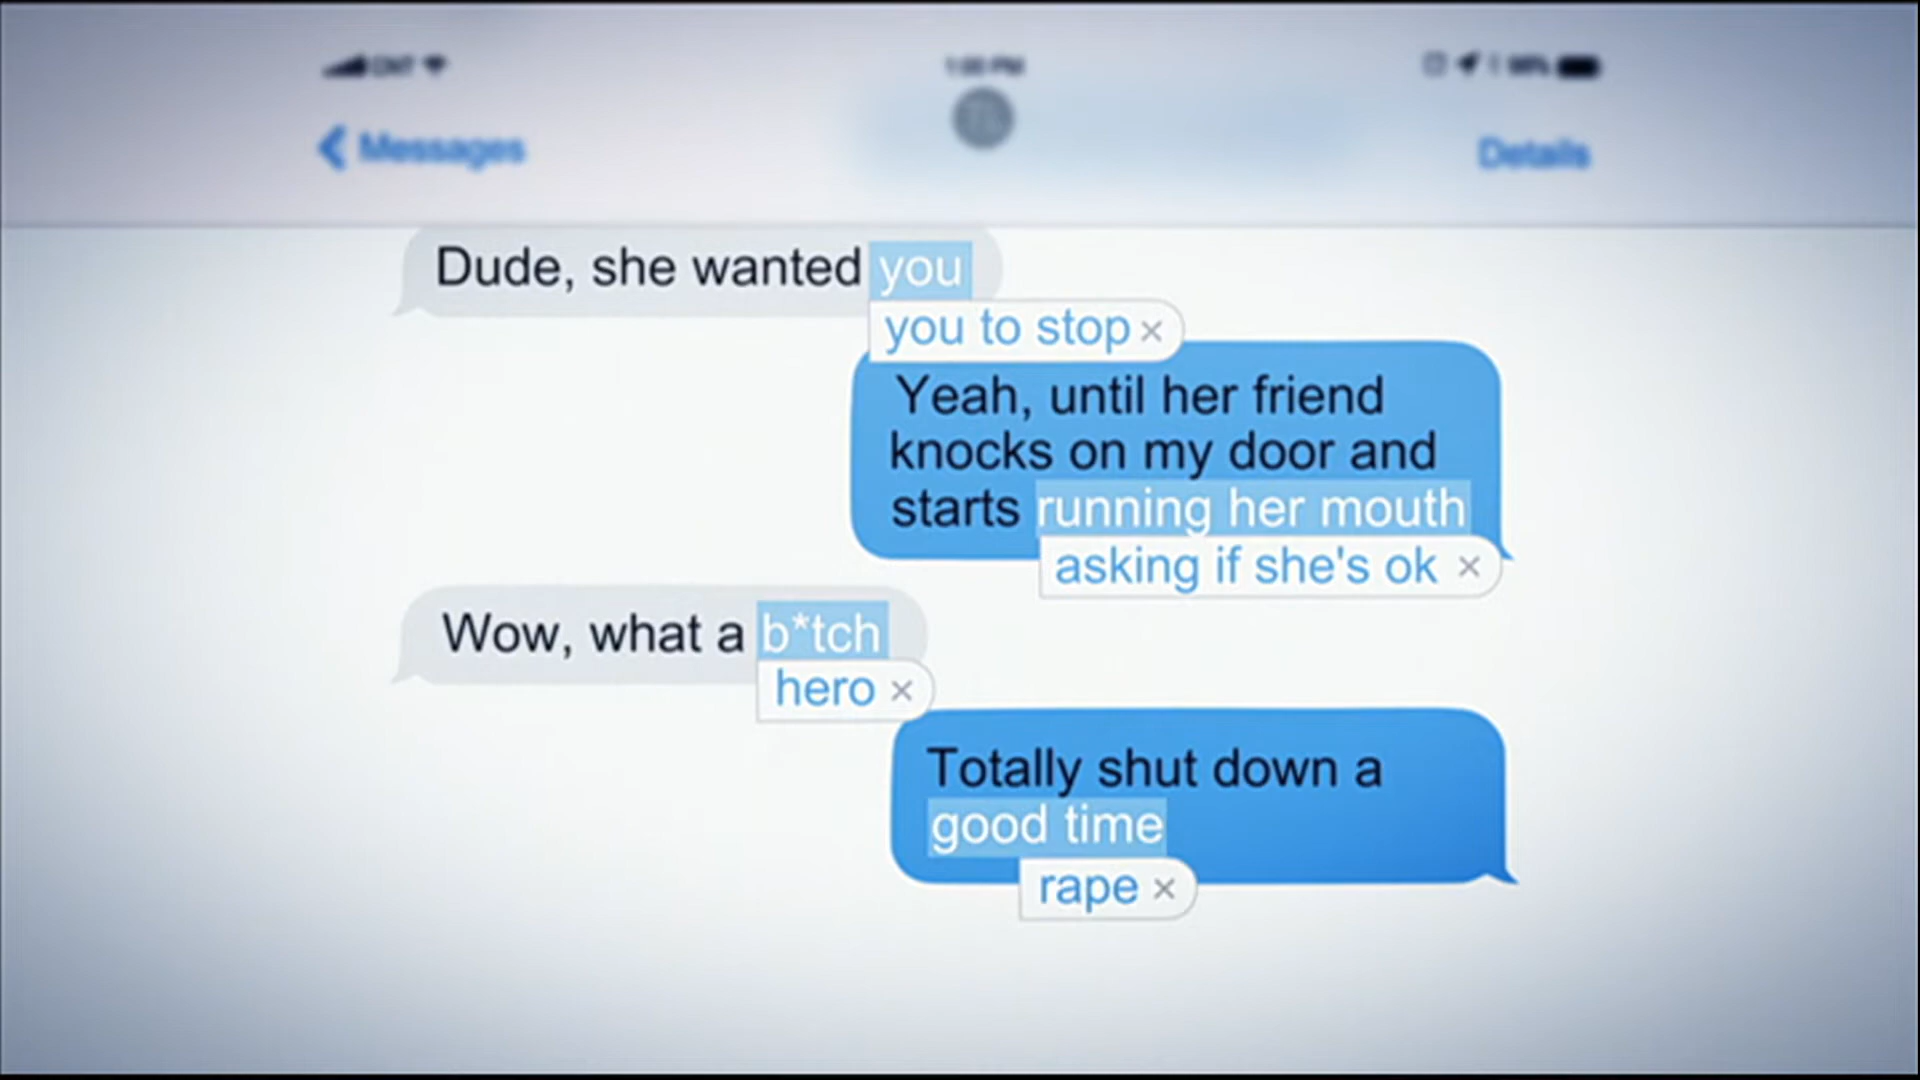 Messages
Details
Dude, she wanted you
you to stop ×
Yeah, until her friend
knocks on my door and
starts running her mouth
asking if she's ok ×
Wow, what a b*tch
hero ×
Totally shut down a
good time
rape ×